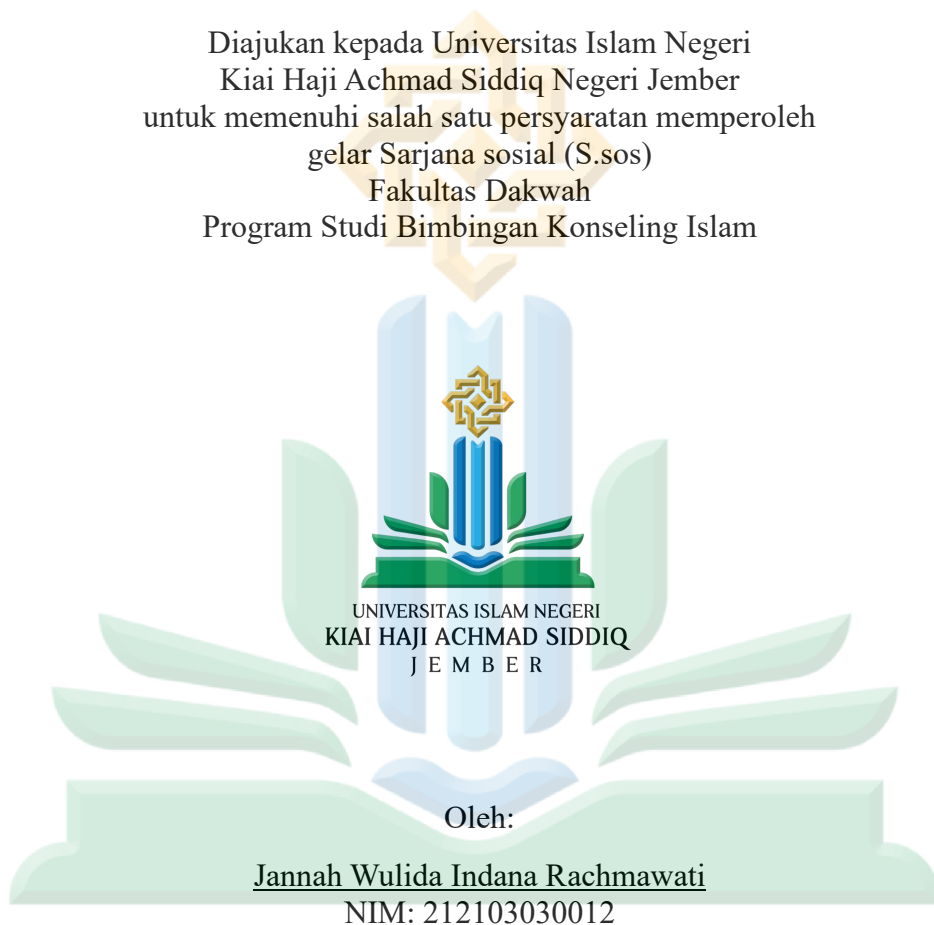 Diajukan kepada Universitas Islam Negeri
Kiai Haji Achmad Siddiq Negeri Jember
untuk memenuhi salah satu persyaratan memperoleh
gelar Sarjana sosial (S.sos)
Fakultas Dakwah
Program Studi Bimbingan Konseling Islam
UNIVERSITAS ISLAM NEGERI
KIAI HAJI ACHMAD SIDDIQ
JEMBER
Oleh:
Jannah Wulida Indana Rachmawati
NIM: 212103030012